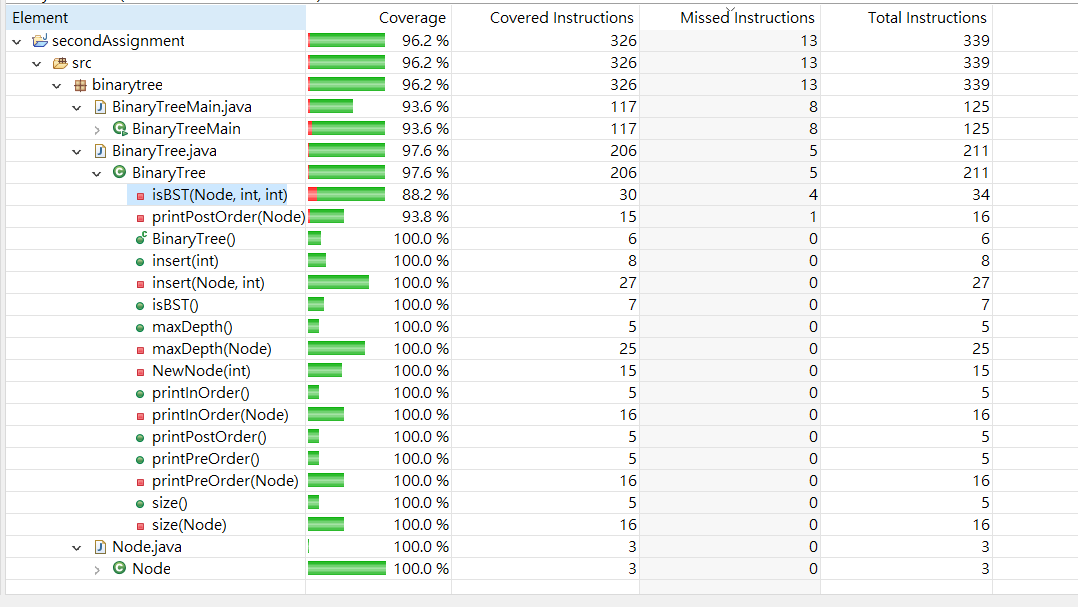 Element Coverage Covered Instructions Missed Instructions Total Instructions
secondAssignment 96.2 % 326 13 339
src 96.2 % 326 13 339
binarytree 96.2 % 326 13 339
BinaryTreeMain.java 93.6 % 117 8 125
BinaryTreeMain 93.6 % 117 8 125
BinaryTree.java 97.6 % 206 5 211
BinaryTree 97.6 % 206 5 211
isBST(Node, int, int) 88.2 % 30 4 34
printPostOrder(Node) 93.8 % 15 1 16
BinaryTree() 100.0 % 6 0 6
insert(int) 100.0 % 8 0 8
insert(Node, int) 100.0 % 27 0 27
isBST() 100.0 % 7 0 7
maxDepth() 100.0 % 5 0 5
maxDepth(Node) 100.0 % 25 0 25
NewNode(int) 100.0 % 15 0 15
printInOrder() 100.0 % 5 0 5
printInOrder(Node) 100.0 % 16 0 16
printPostOrder() 100.0 % 5 0 5
printPreOrder() 100.0 % 5 0 5
printPreOrder(Node) 100.0 % 16 0 16
size() 100.0 % 5 0 5
size(Node) 100.0 % 16 0 16
Node.java 100.0 % 3 0 3
Node 100.0 % 3 0 3